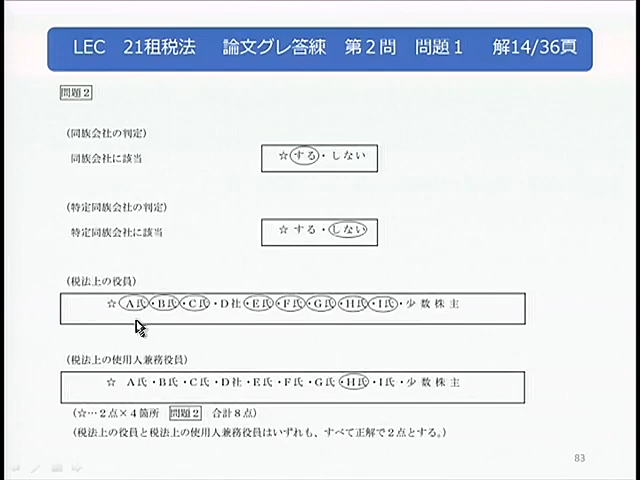 LEC　21租税法　　論文グレ答練　第２問　問題１　　解14/36頁
問題２
(同族会社の判定)
同族会社に該当　☆ する・しない
(特定同族会社の判定)
特定同族会社に該当　☆ する・しない
(税法上の役員)
☆ A氏・B氏・C氏・D社・E氏・F氏・G氏・H氏・I氏・少数株主
(税法上の使用人兼務役員)
☆ A氏・B氏・C氏・D社・E氏・F氏・G氏・H氏・I氏・少数株主
(☆…２点×４箇所　問題２　合計８点)
(税法上の役員と税法上の使用人兼務役員はいずれも、すべて正解で２点とする。)
83